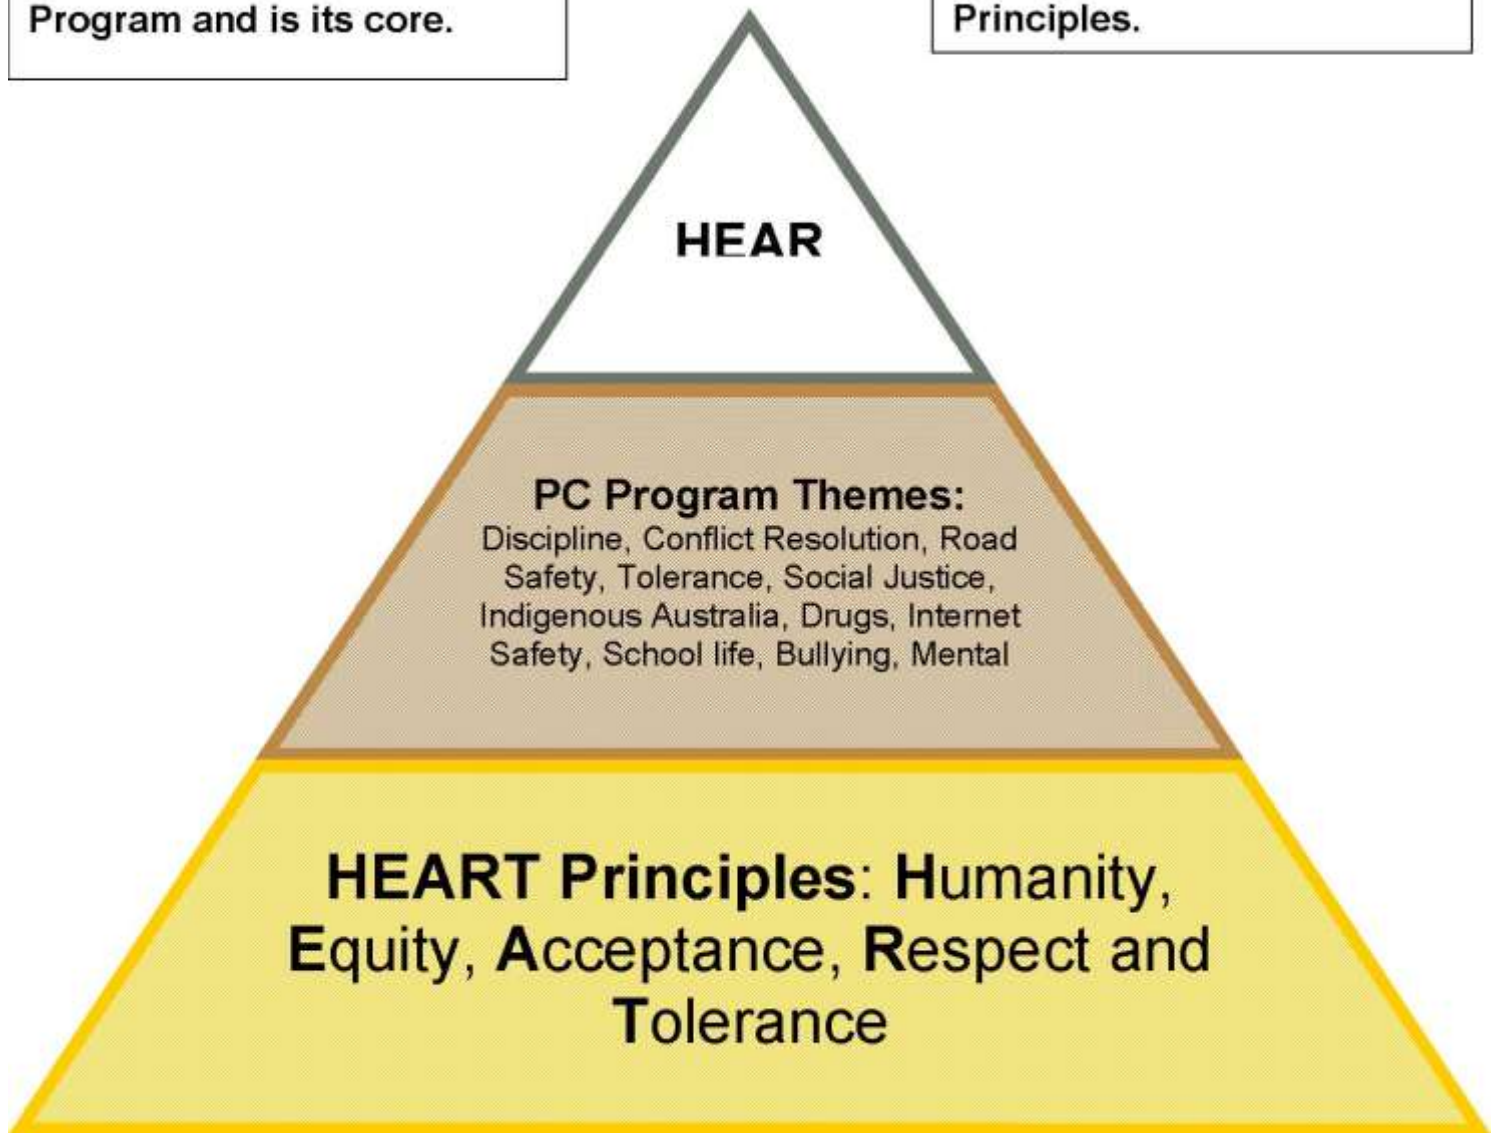 Program and is its core.
Principles.
HEAR
PC Program Themes:
Discipline, Conflict Resolution, Road
Safety, Tolerance, Social Justice,
Indigenous Australia, Drugs, Internet
Safety, School life, Bullying, Mental
HEART Principles: Humanity,
Equity, Acceptance, Respect and
Tolerance